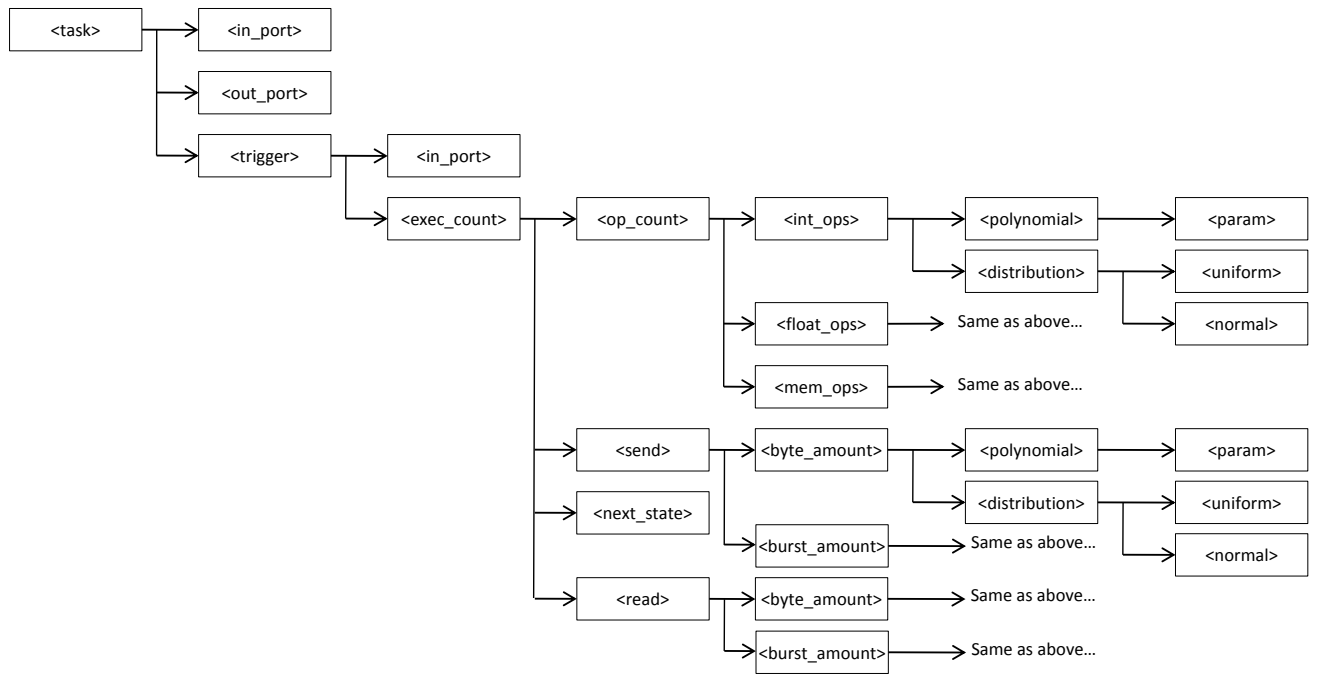 <task>
<in_port>
<out_port>
<trigger>
<in_port>
<exec_count>
<op_count>
<int_ops>
<polynomial>
<param>
<distribution>
<uniform>
<float_ops>
Same as above...
<normal>
<mem_ops>
Same as above...
<send>
<byte_amount>
<polynomial>
<param>
<distribution>
<uniform>
<next_state>
<burst_amount>
Same as above...
<normal>
<read>
<byte_amount>
Same as above...
<burst_amount>
Same as above...